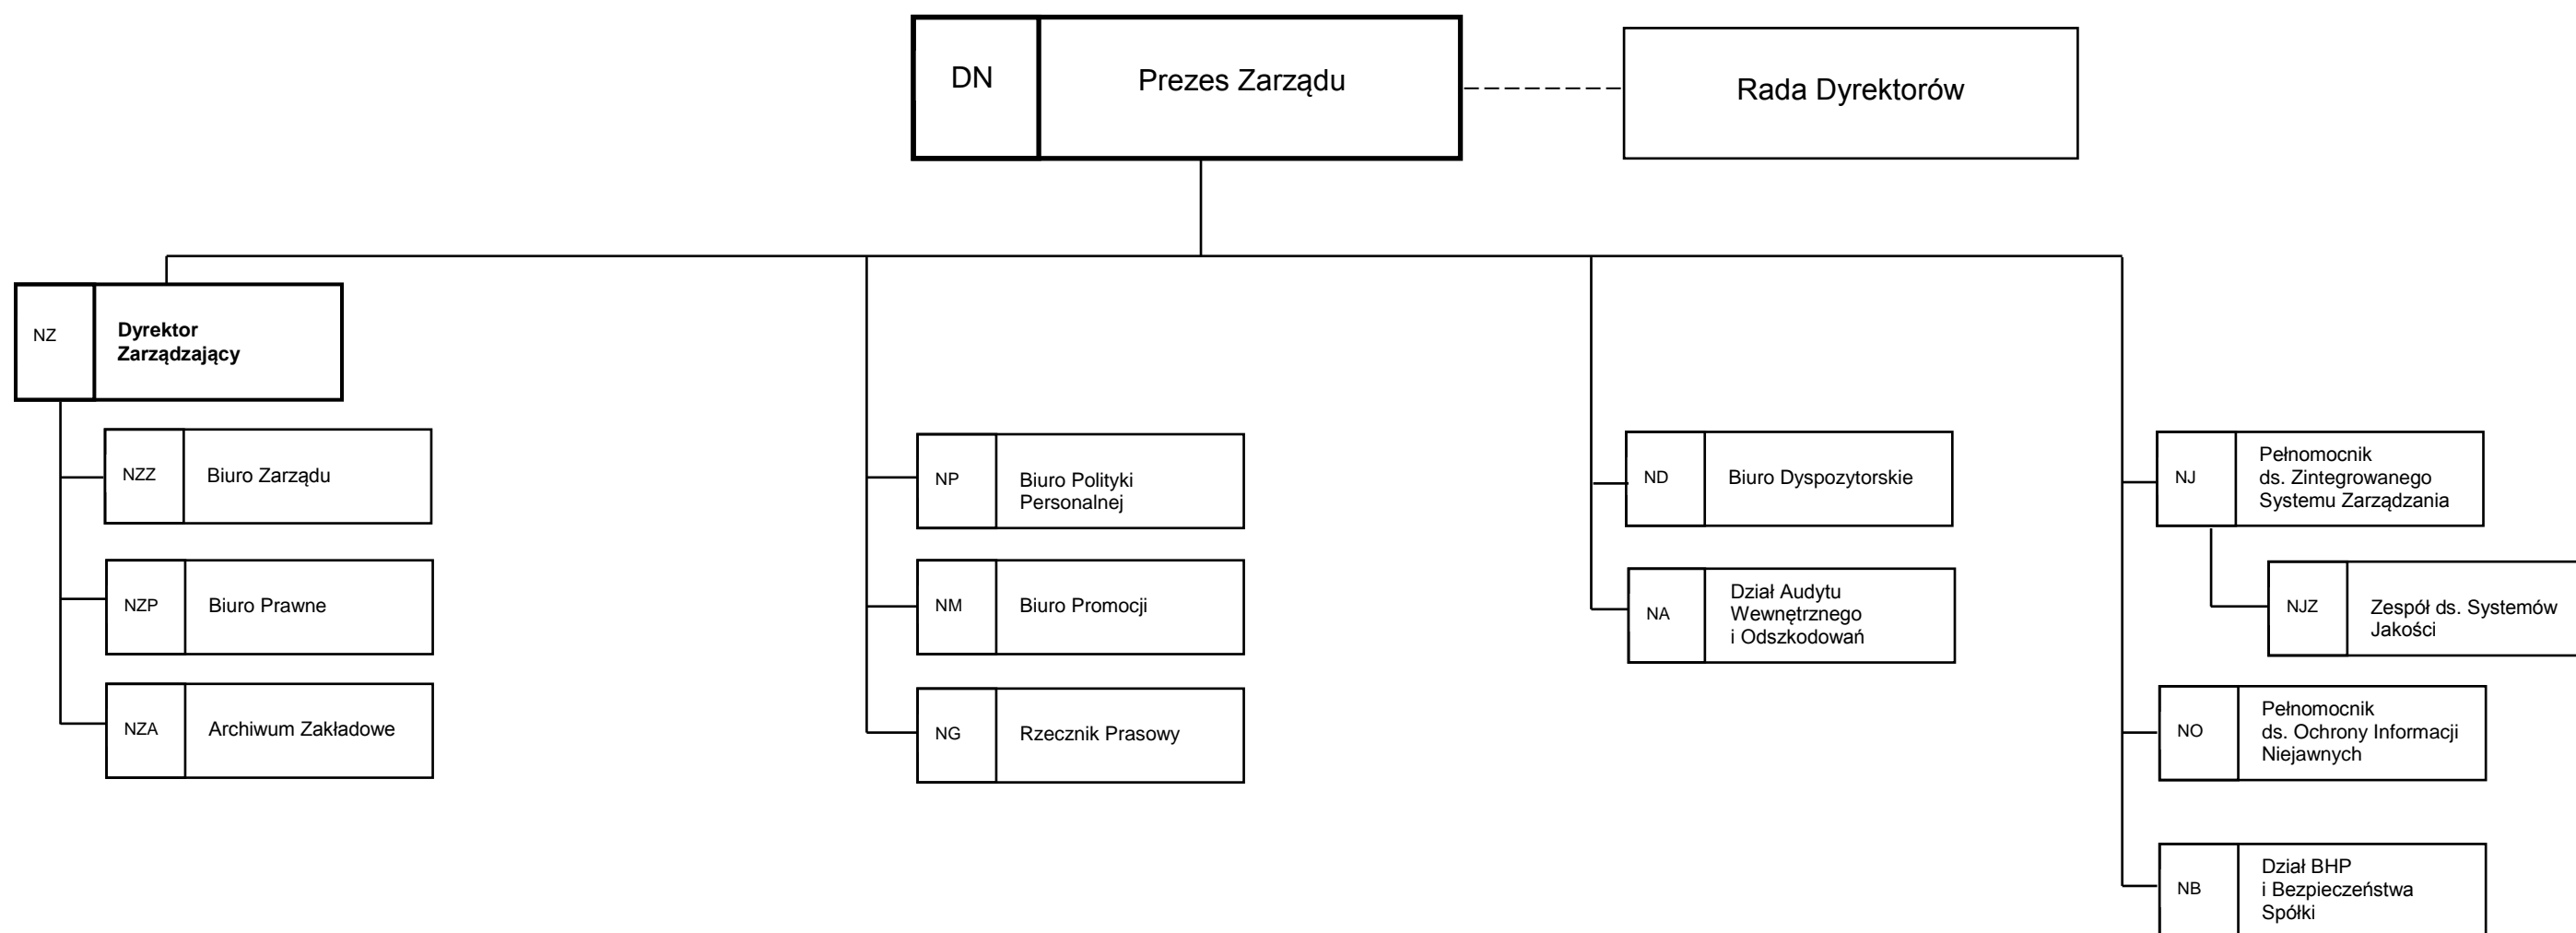 DN
Prezes Zarządu
Rada Dyrektorów
NZ
Dyrektor
Zarządzający
NZZ
Biuro Zarządu
NZP
Biuro Prawne
NZA
Archiwum Zakładowe
NP
Biuro Polityki
Personalnej
NM
Biuro Promocji
NG
Rzecznik Prasowy
ND
Biuro Dyspozytorskie
NA
Dział Audytu
Wewnętrznego
i Odszkodowań
NJ
Pełnomocnik
ds. Zintegrowanego
Systemu Zarządzania
NJZ
Zespół ds. Systemów
Jakości
NO
Pełnomocnik
ds. Ochrony Informacji
Niejawnych
NB
Dział BHP
i Bezpieczeństwa
Spółki